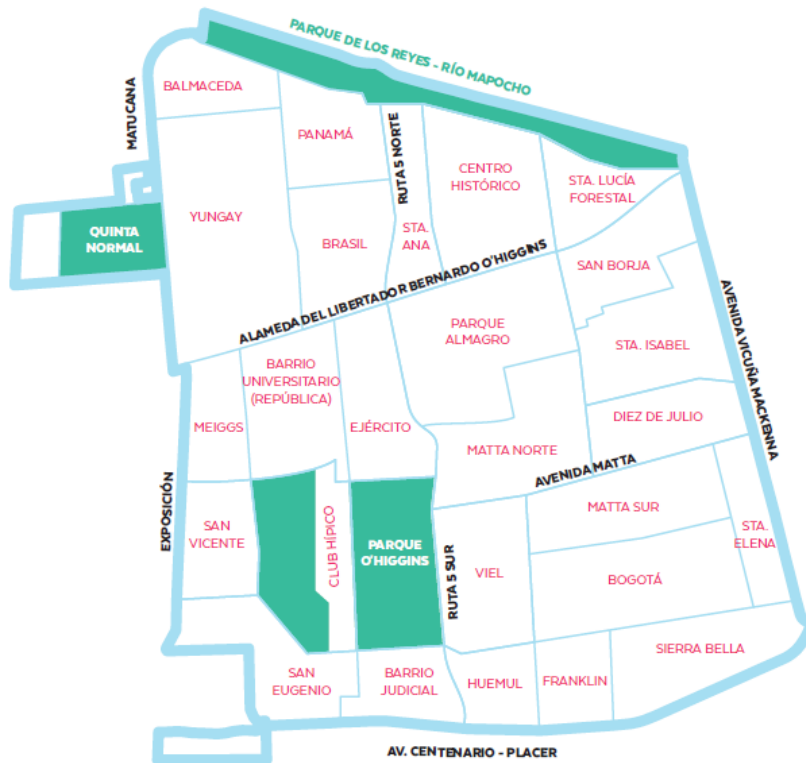 PARQUE DE LOS REYES - RÍO MAPOCHO
BALMACEDA
MATUCANA
PANAMÁ
RUTA 5 NORTE
CENTRO
HISTÓRICO
STA. LUCÍA
FORESTAL
YUNGAY
QUINTA
NORMAL
BRASIL
STA.
ANA
SAN BORJA
ALAMEDA DEL LIBERTADOR BERNARDO O'HIGGINS
PARQUE
ALMAGRO
STA. ISABEL
AVENIDA VICUÑA MACKENNA
BARRIO
UNIVERSITARIO
(REPÚBLICA)
MEIGGS
EJÉRCITO
DIEZ DE JULIO
MATTA NORTE
AVENIDA MATTA
EXPOSICIÓN
SAN
VICENTE
CLUB HÍPICO
PARQUE
O'HIGGINS
RUTA 5 SUR
VIEL
MATTA SUR
STA.
ELENA
BOGOTÁ
SIERRA BELLA
SAN
EUGENIO
BARRIO
JUDICIAL
HUEMUL
FRANKLIN
AV. CENTENARIO - PLACER